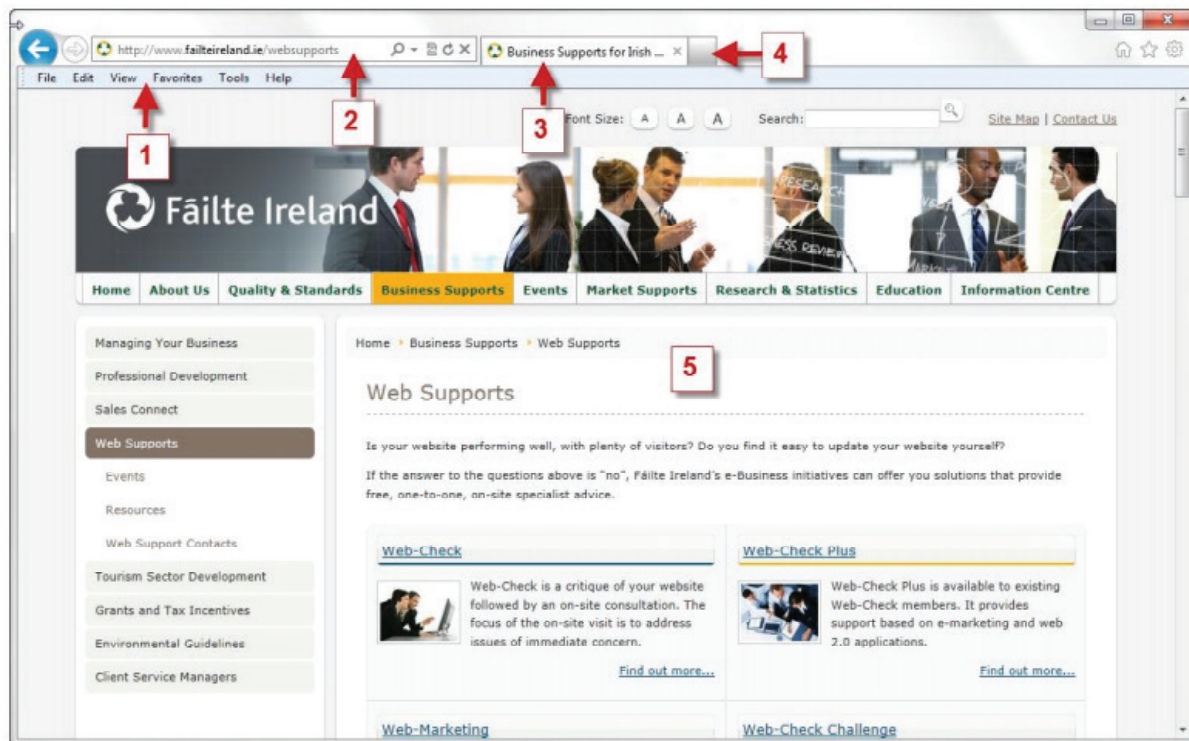 http://www.failteireland.ie/websupports
Business Supports for Irish ...
4
File Edit View Favorites Tools Help
1
2
3
Font Size: A A A Search:
Site Map | Contact Us
Fáilte Ireland
RESEARCH
BUSINESS REVIEW
MARKET
Home About Us Quality & Standards Business Supports Events Market Supports Research & Statistics Education Information Centre
Managing Your Business
Professional Development
Sales Connect
Web Supports
Events
Resources
Web Support Contacts
Tourism Sector Development
Grants and Tax Incentives
Environmental Guidelines
Client Service Managers
Home Business Supports Web Supports
5
Web Supports
Is your website performing well, with plenty of visitors? Do you find it easy to update your website yourself?
If the answer to the questions above is "no", Fáilte Ireland's e-Business initiatives can offer you solutions that provide
free, one-to-one, on-site specialist advice.
Web-Check
Web-Check is a critique of your website
followed by an on-site consultation. The
focus of the on-site visit is to address
issues of immediate concern.
Find out more...
Web-Check Plus
Web-Check Plus is available to existing
Web-Check members. It provides
support based on e-marketing and web
2.0 applications.
Find out more...
Web-Marketing
Web-Check Challenge